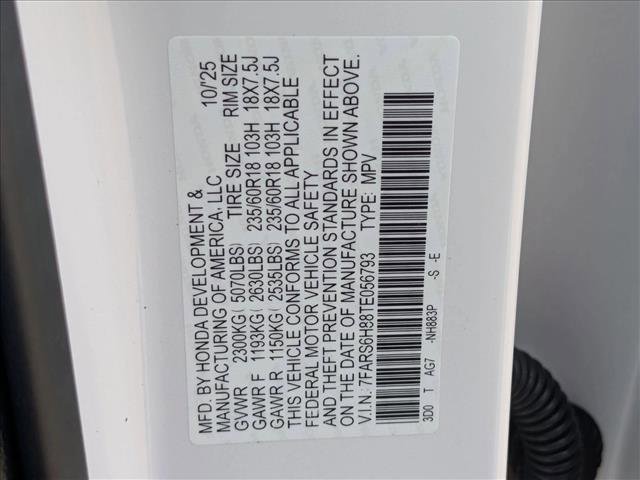 MFD. BY HONDA DEVELOPMENT & 10/'25
MANUFACTURING OF AMERICA, LLC
GVWR 2300KG(5070LBS) TIRE SIZE RIM SIZE
GAWR F 1193KG(2630LBS) 235/60R18 103H 18X7.5J
GAWR R 1150KG(2535LBS) 235/60R18 103H 18X7.5J
THIS VEHICLE CONFORMS TO ALL APPLICABLE
FEDERAL MOTOR VEHICLE SAFETY
AND THEFT PREVENTION STANDARDS IN EFFECT
ON THE DATE OF MANUFACTURE SHOWN ABOVE.
V.I.N: 7FARS6H88TE056793 TYPE: MPV
3D0 T AG7 -NH883P -S -E